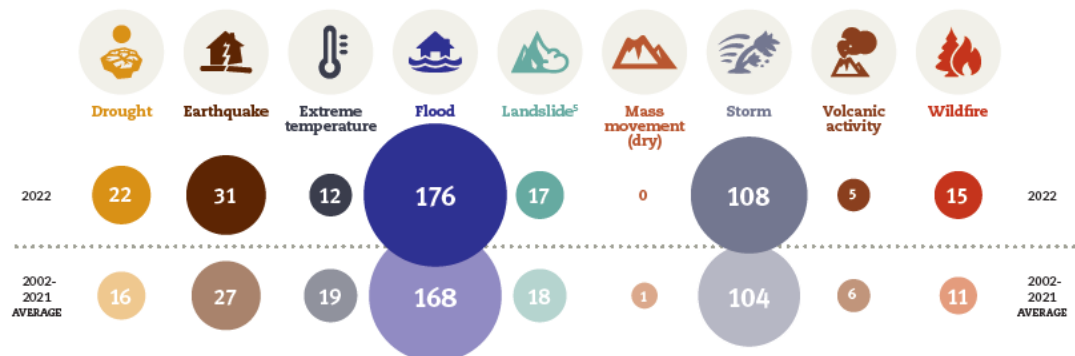 Drought Earthquake Extreme temperature Flood Landslide⁵ Mass movement (dry) Storm Volcanic activity Wildfire
2022 22 31 12 176 17 0 108 5 15 2022
2002-2021 AVERAGE 16 27 19 168 18 1 104 6 11 2002-2021 AVERAGE